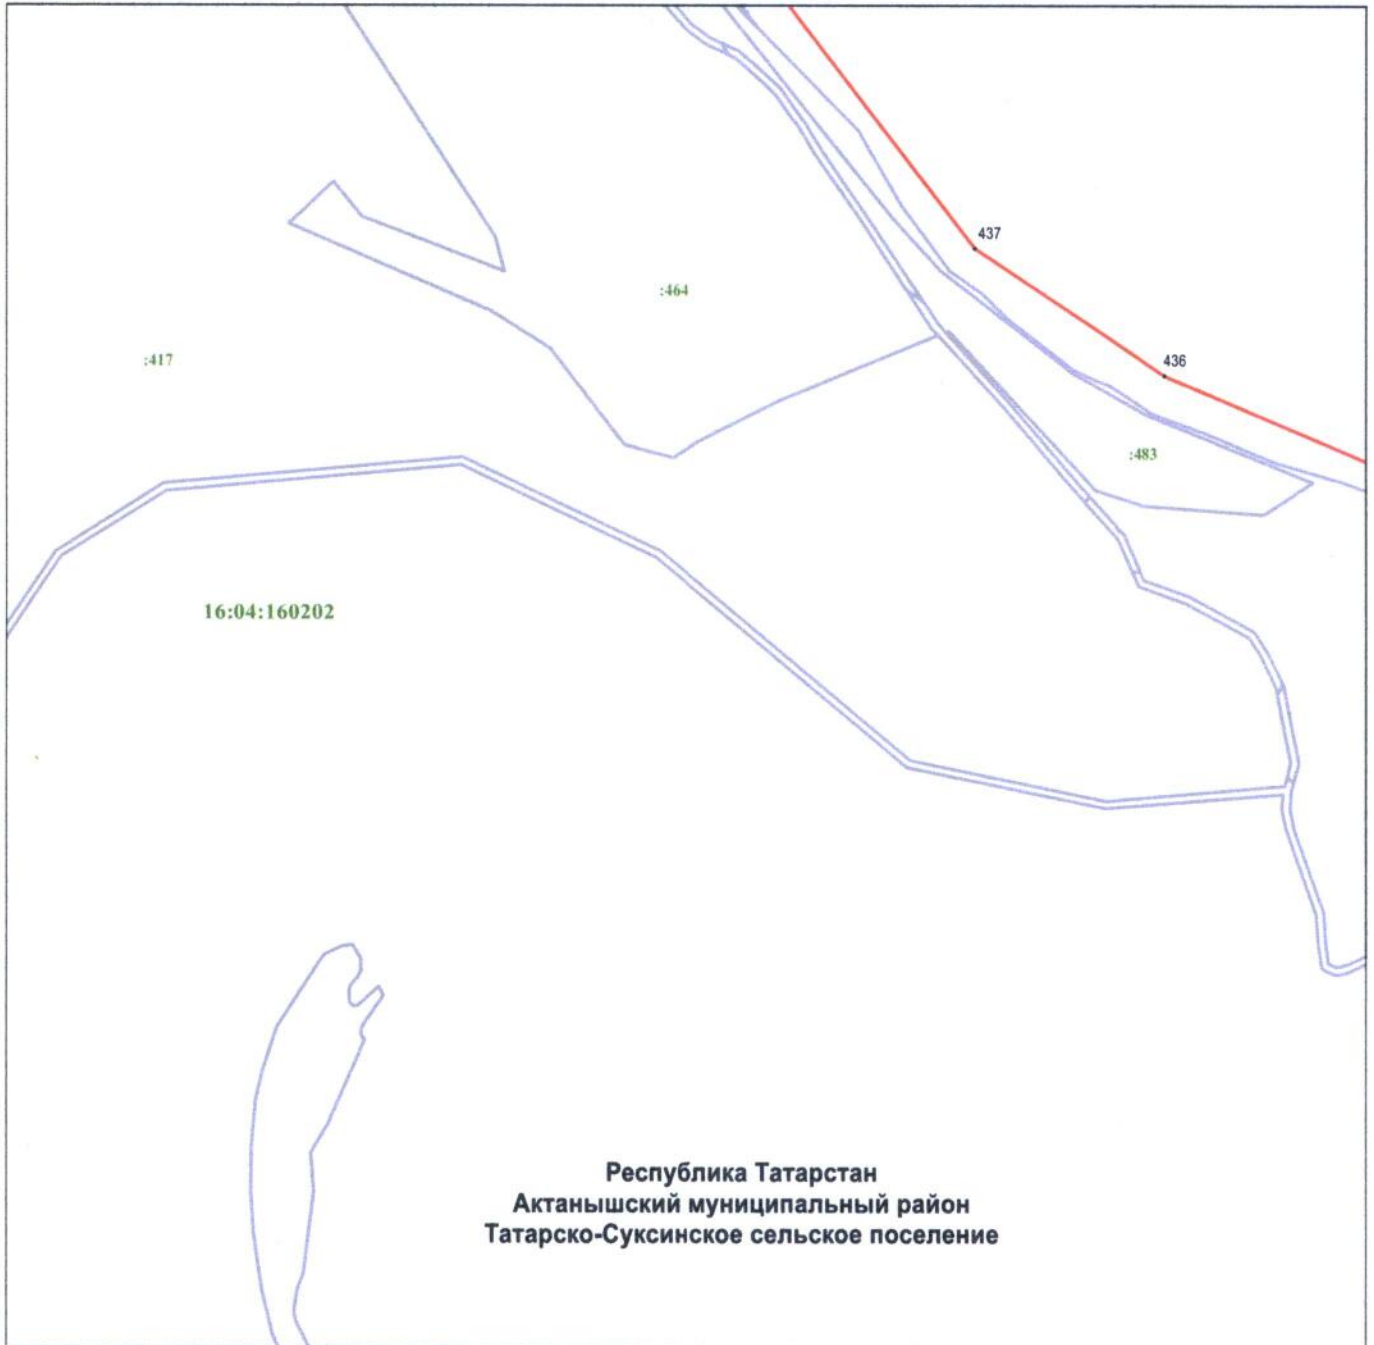 437
:464
:417
436
:483
16:04:160202
Республика Татарстан
Актанышский муниципальный район
Татарско-Суксинское сельское поселение